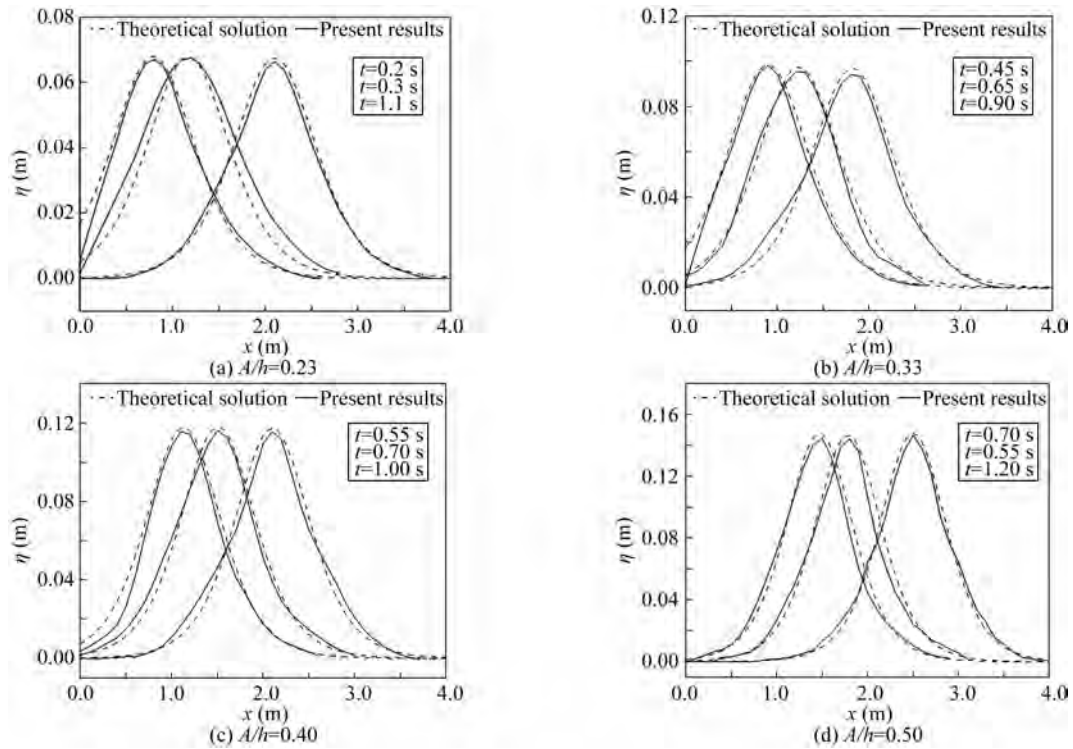 0.08
- - - Theoretical solution — Present results
t=0.2 s
t=0.3 s
t=1.1 s
0.06
0.04
0.02
0.00
η (m)
0.0 1.0 2.0 3.0 4.0
x (m)
(a) A/h=0.23
0.12
- - - Theoretical solution — Present results
t=0.45 s
t=0.65 s
t=0.90 s
0.08
0.04
0.00
η (m)
0.0 1.0 2.0 3.0 4.0
x (m)
(b) A/h=0.33
- - - Theoretical solution — Present results
t=0.55 s
t=0.70 s
t=1.00 s
0.12
0.08
0.04
0.00
η (m)
0.0 1.0 2.0 3.0 4.0
x (m)
(c) A/h=0.40
- - - Theoretical solution — Present results
t=0.70 s
t=0.55 s
t=1.20 s
0.16
0.12
0.08
0.04
0.00
η (m)
0.0 1.0 2.0 3.0 4.0
x (m)
(d) A/h=0.50